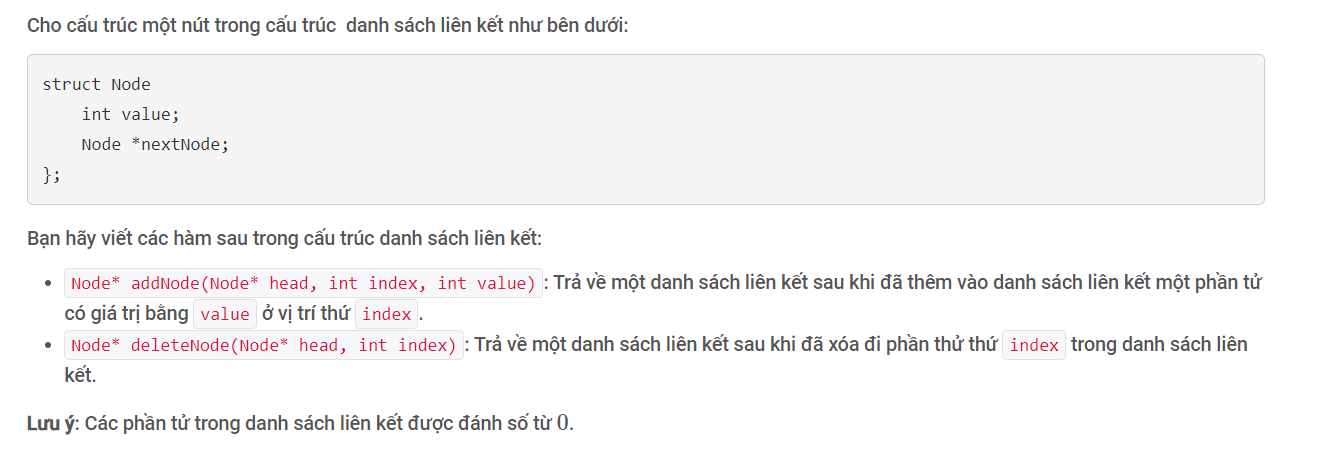 Cho cấu trúc một nút trong cấu trúc danh sách liên kết như bên dưới:
struct Node
int value;
Node *nextNode;
};
Bạn hãy viết các hàm sau trong cấu trúc danh sách liên kết:
• Node* addNode(Node* head, int index, int value): Trả về một danh sách liên kết sau khi đã thêm vào danh sách liên kết một phần tử
có giá trị bằng value ở vị trí thứ index.
• Node* deleteNode(Node* head, int index): Trả về một danh sách liên kết sau khi đã xóa đi phần thử thứ index trong danh sách liên
kết.
Lưu ý: Các phần tử trong danh sách liên kết được đánh số từ 0.